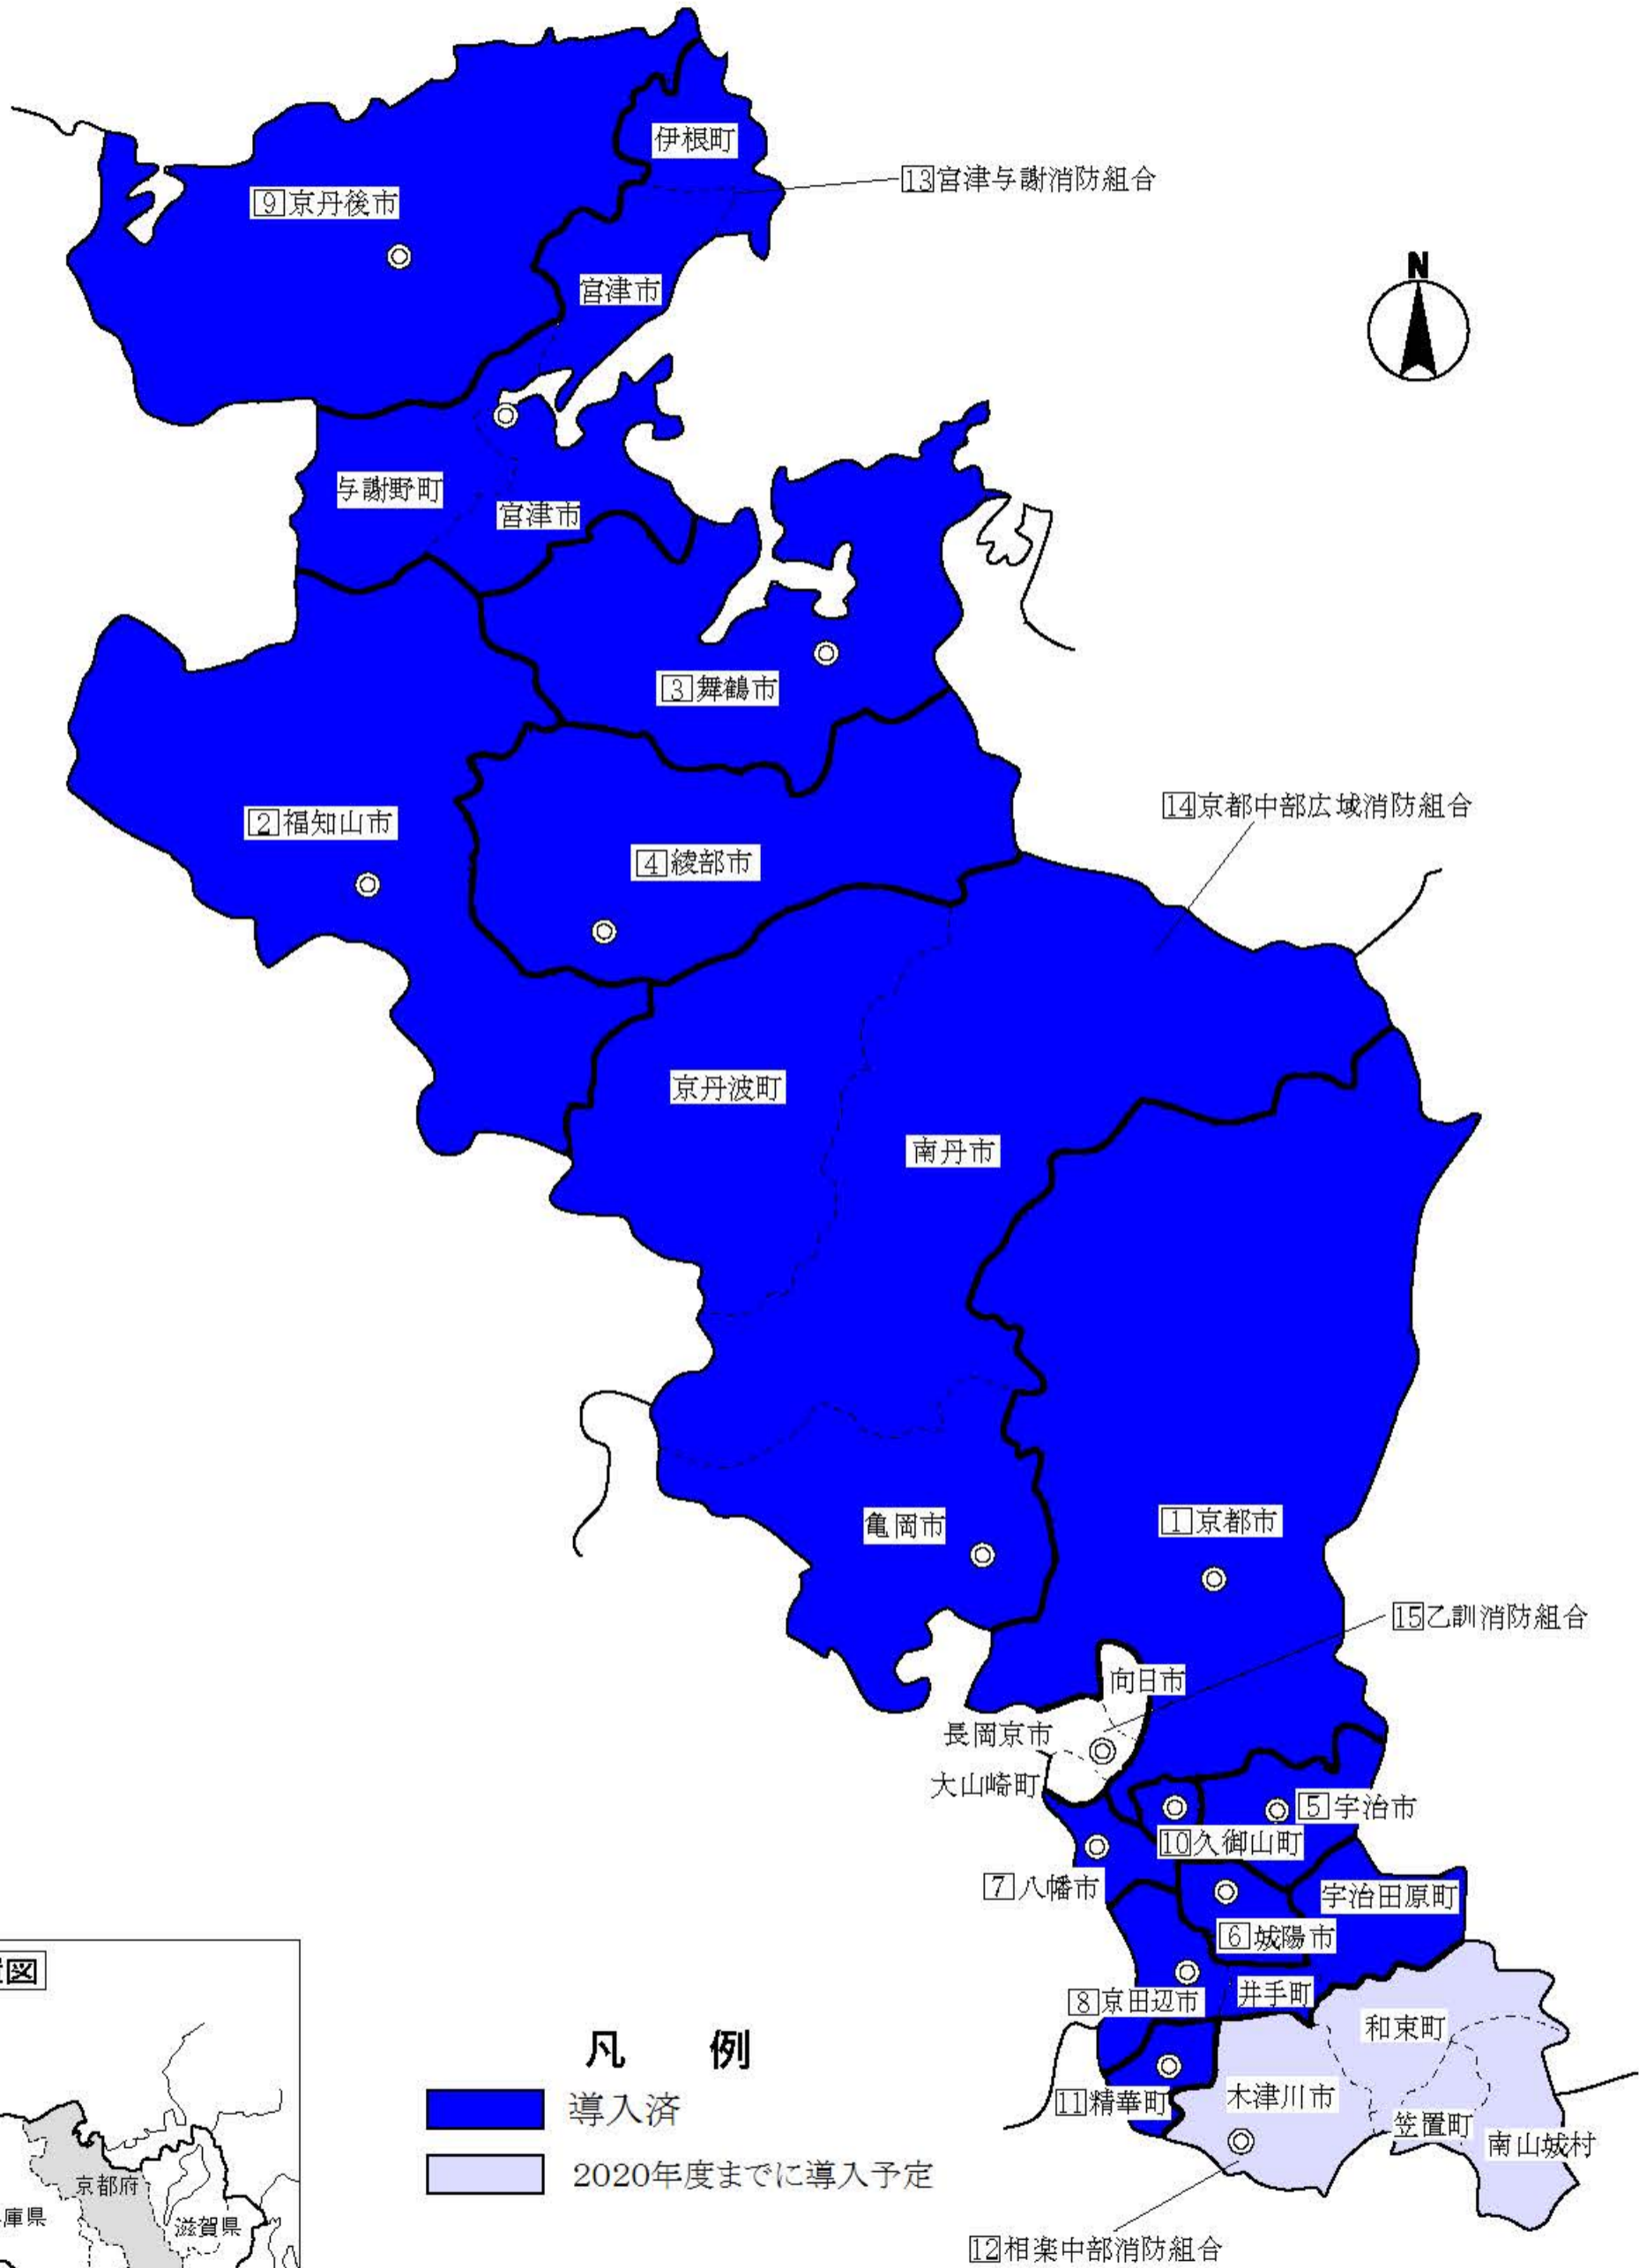 伊根町
13宮津与謝消防組合
9京丹後市
N
宮津市
与謝野町
宮津市
3舞鶴市
14京都中部広域消防組合
2福知山市
4綾部市
京丹波町
南丹市
亀岡市
1京都市
15乙訓消防組合
向日市
長岡京市
大山崎町
5宇治市
10久御山町
7八幡市
宇治田原町
6城陽市
井手町
8京田辺市
和束町
11精華町
木津川市
笠置町
南山城村
12相楽中部消防組合
凡　例
導入済
2020年度までに導入予定
図
京都府
庫県
滋賀県